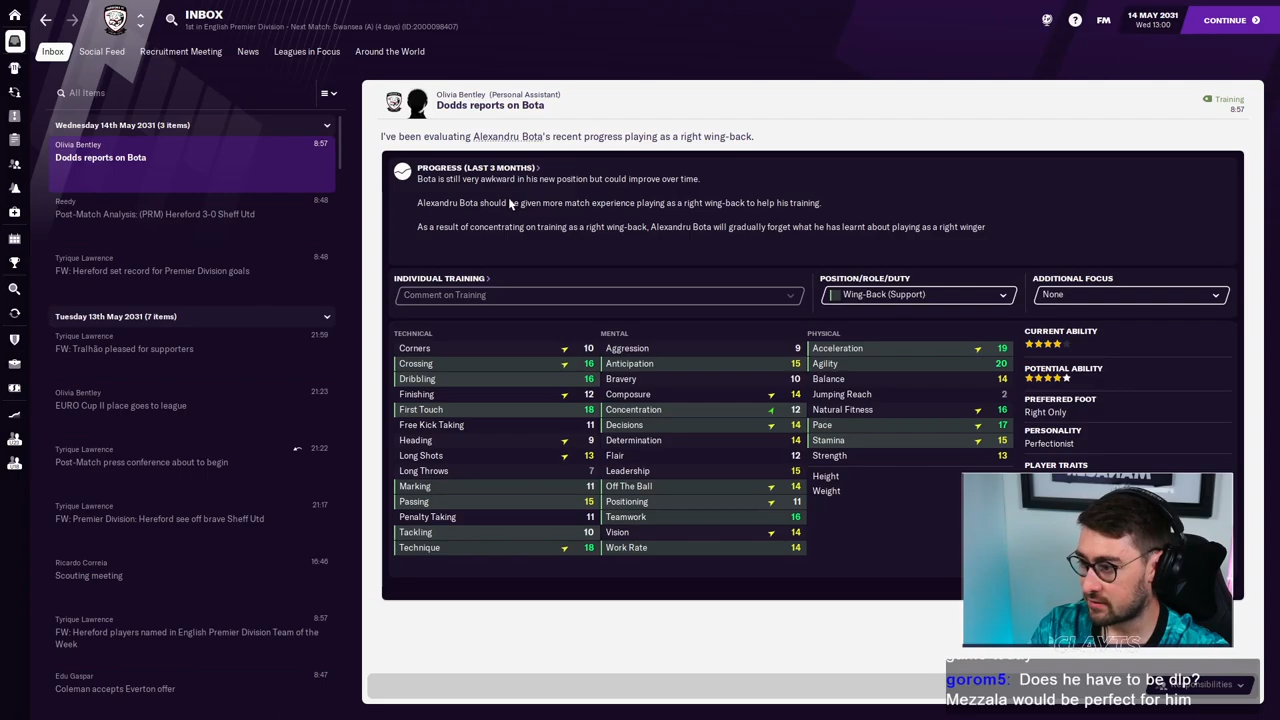 INBOX
1st in English Premier Division - Next Match: Swansea (A) (4 days) (ID:2000098407)
FM
14 MAY 2031
Wed 13:00
CONTINUE
Inbox
Social Feed
Recruitment Meeting
News
Leagues in Focus
Around the World
All Items
Wednesday 14th May 2031 (3 items)
Olivia Bentley
8:57
Dodds reports on Bota
Reedy
8:48
Post-Match Analysis: (PRM) Hereford 3-0 Sheff Utd
Tyrique Lawrence
8:48
FW: Hereford set record for Premier Division goals
Tuesday 13th May 2031 (7 items)
Tyrique Lawrence
21:59
FW: Tralhão pleased for supporters
Olivia Bentley
21:23
EURO Cup II place goes to league
Tyrique Lawrence
21:22
Post-Match press conference about to begin
Tyrique Lawrence
21:17
FW: Premier Division: Hereford see off brave Sheff Utd
Ricardo Correia
16:46
Scouting meeting
Tyrique Lawrence
8:57
FW: Hereford players named in English Premier Division Team of the
Week
Edu Gaspar
8:47
Coleman accepts Everton offer
Olivia Bentley (Personal Assistant)
Dodds reports on Bota
Training
8:57
I've been evaluating Alexandru Bota's recent progress playing as a right wing-back.
PROGRESS (LAST 3 MONTHS)
Bota is still very awkward in his new position but could improve over time.
Alexandru Bota should be given more match experience playing as a right wing-back to help his training.
As a result of concentrating on training as a right wing-back, Alexandru Bota will gradually forget what he has learnt about playing as a right winger
INDIVIDUAL TRAINING
Comment on Training
POSITION/ROLE/DUTY
Wing-Back (Support)
ADDITIONAL FOCUS
None
TECHNICAL
Corners 10
Crossing 16
Dribbling 16
Finishing 12
First Touch 18
Free Kick Taking 11
Heading 9
Long Shots 13
Long Throws 7
Marking 11
Passing 15
Penalty Taking 11
Tackling 10
Technique 18
MENTAL
Aggression 9
Anticipation 15
Bravery 10
Composure 14
Concentration 12
Decisions 14
Determination 14
Flair 12
Leadership 15
Off The Ball 14
Positioning 11
Teamwork 16
Vision 14
Work Rate 14
PHYSICAL
Acceleration 19
Agility 20
Balance 14
Jumping Reach 2
Natural Fitness 16
Pace 17
Stamina 15
Strength 13
Height
Weight
CURRENT ABILITY
POTENTIAL ABILITY
PREFERRED FOOT
Right Only
PERSONALITY
Perfectionist
PLAYER TRAITS
CLAYTS
gorom5: Does he have to be dlp?
Mezzala would be perfect for him